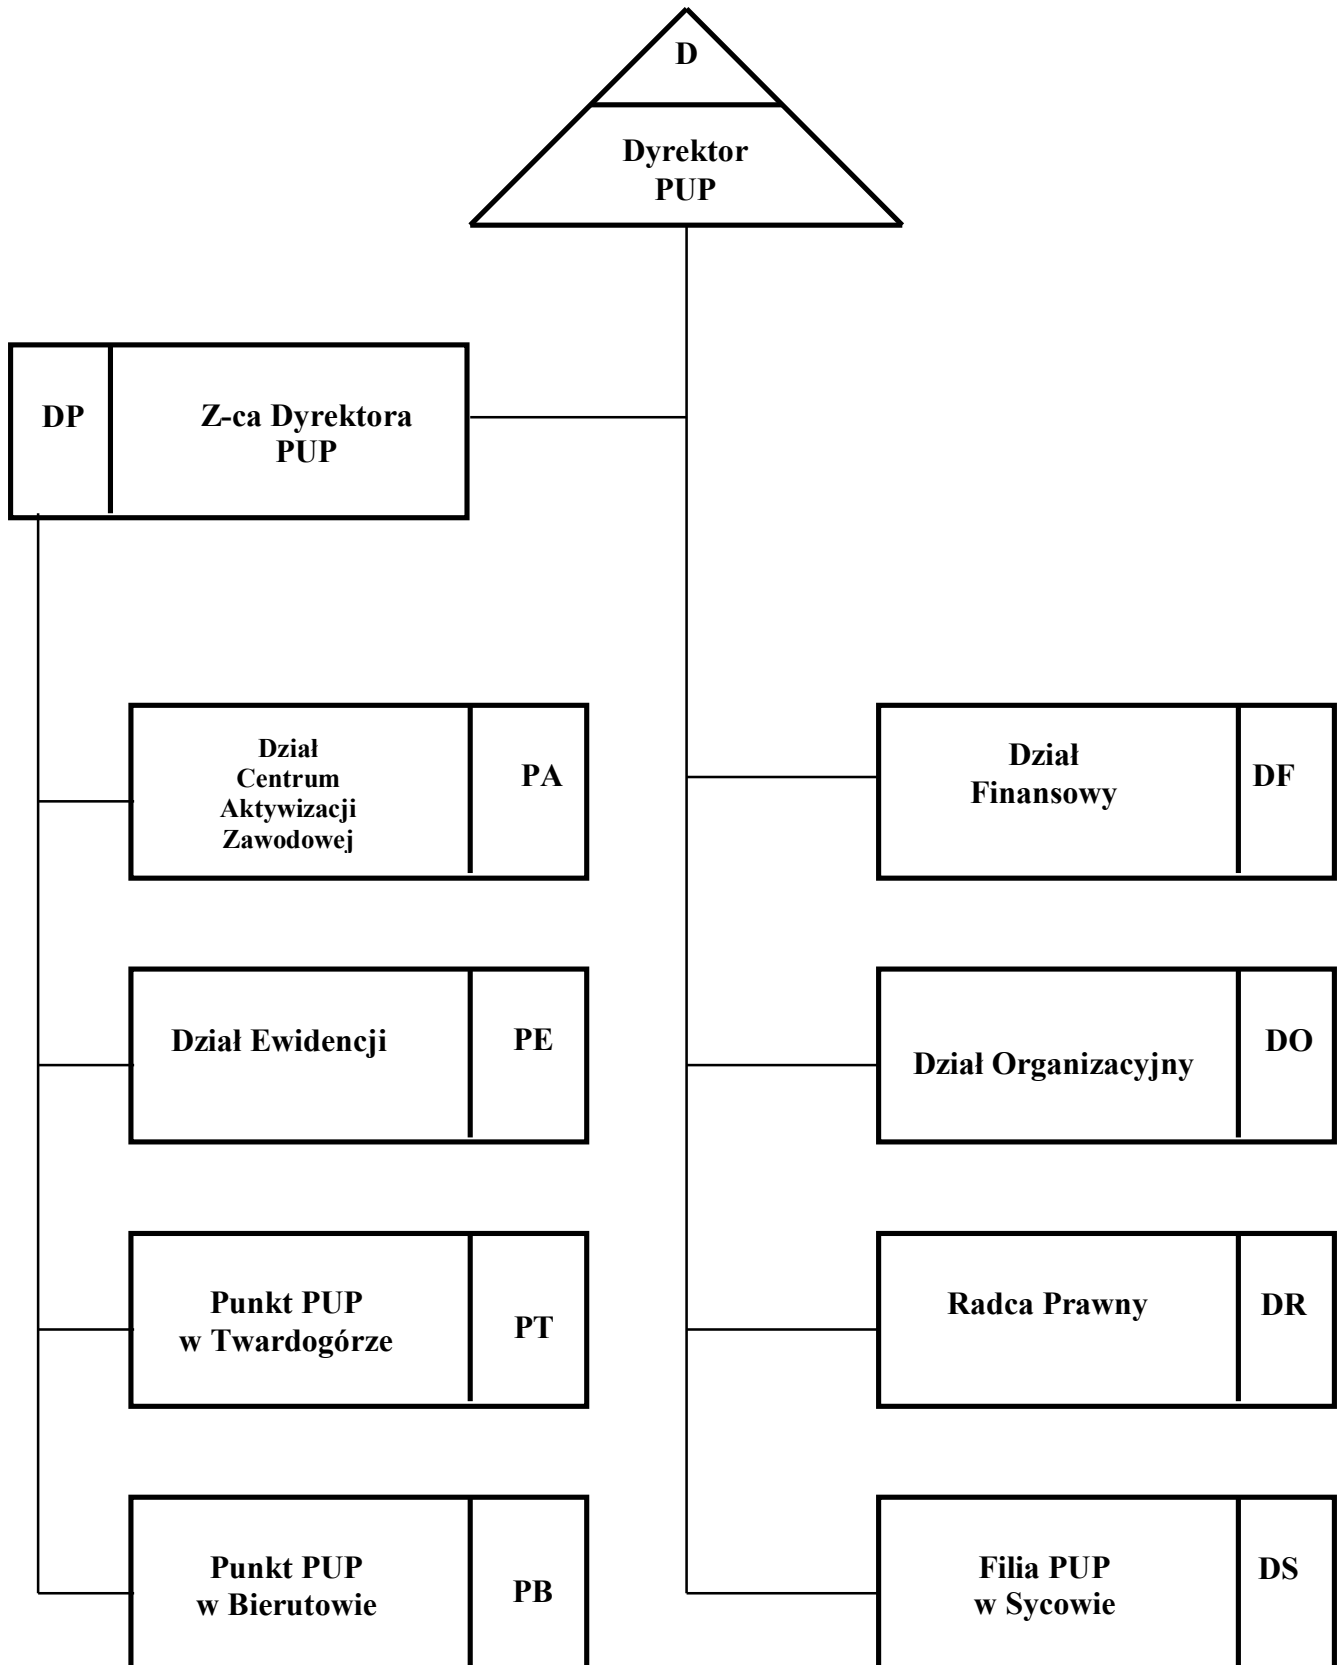 D
Dyrektor
PUP
DP
Z-ca Dyrektora
PUP
Dział
Centrum
Aktywizacji
Zawodowej
PA
Dział
Finansowy
DF
Dział Ewidencji
PE
Dział Organizacyjny
DO
Punkt PUP
w Twardogórze
PT
Radca Prawny
DR
Punkt PUP
w Bierutowie
PB
Filia PUP
w Sycowie
DS